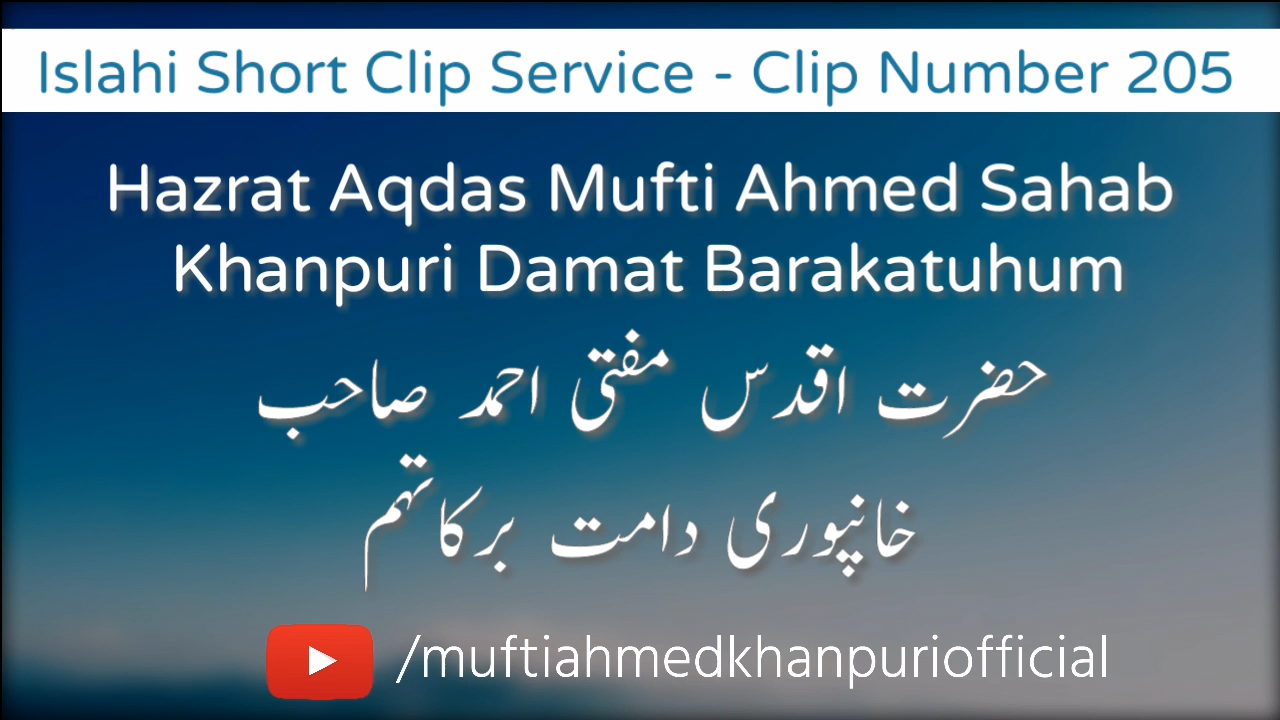 Islahi Short Clip Service - Clip Number 205
Hazrat Aqdas Mufti Ahmed Sahab
Khanpuri Damat Barakatuhum
حضرت اقدس مفتی احمد صاحب
خانپوری دامت برکاتہم
/muftiahmedkhanpuriofficial